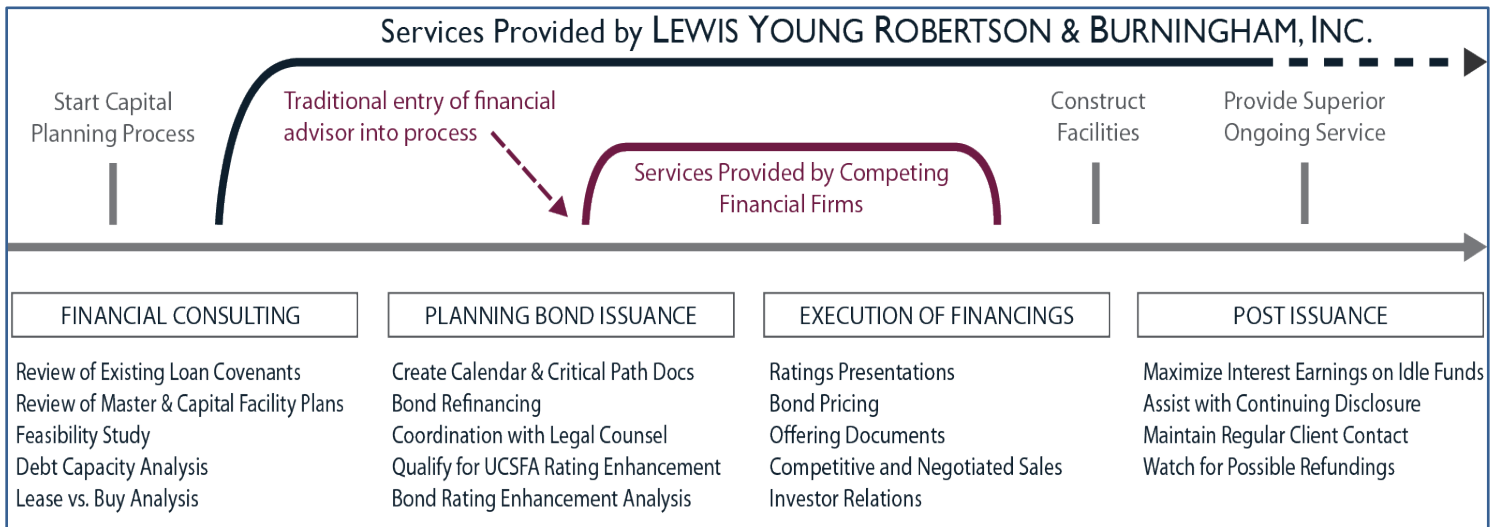 Services Provided by LEWIS YOUNG ROBERTSON & BURNINGHAM, INC.
Start Capital
Planning Process
Traditional entry of financial
advisor into process
Services Provided by Competing
Financial Firms
Construct
Facilities
Provide Superior
Ongoing Service
FINANCIAL CONSULTING
Review of Existing Loan Covenants
Review of Master & Capital Facility Plans
Feasibility Study
Debt Capacity Analysis
Lease vs. Buy Analysis
PLANNING BOND ISSUANCE
Create Calendar & Critical Path Docs
Bond Refinancing
Coordination with Legal Counsel
Qualify for UCSFA Rating Enhancement
Bond Rating Enhancement Analysis
EXECUTION OF FINANCINGS
Ratings Presentations
Bond Pricing
Offering Documents
Competitive and Negotiated Sales
Investor Relations
POST ISSUANCE
Maximize Interest Earnings on Idle Funds
Assist with Continuing Disclosure
Maintain Regular Client Contact
Watch for Possible Refundings